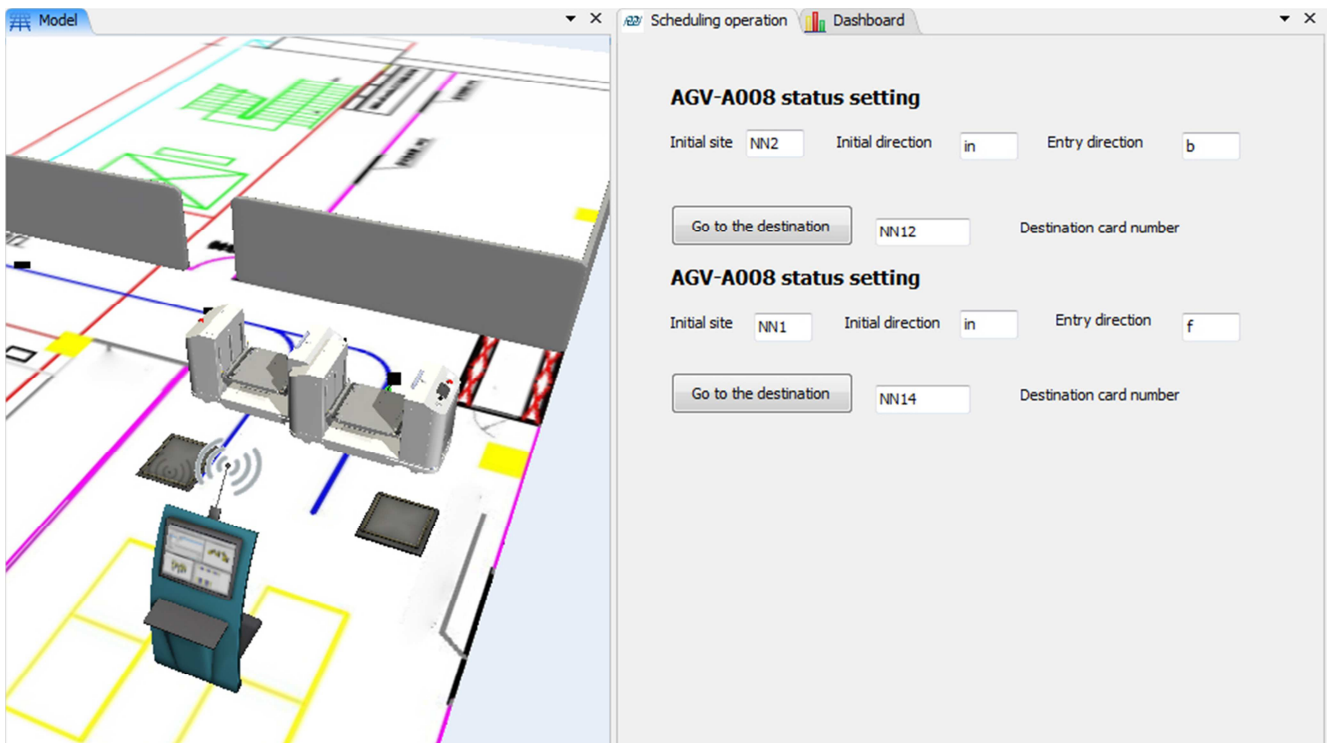 Model
Scheduling operation
Dashboard
AGV-A008 status setting
Initial site NN2 Initial direction in Entry direction b
Go to the destination NN12 Destination card number
AGV-A008 status setting
Initial site NN1 Initial direction in Entry direction f
Go to the destination NN14 Destination card number